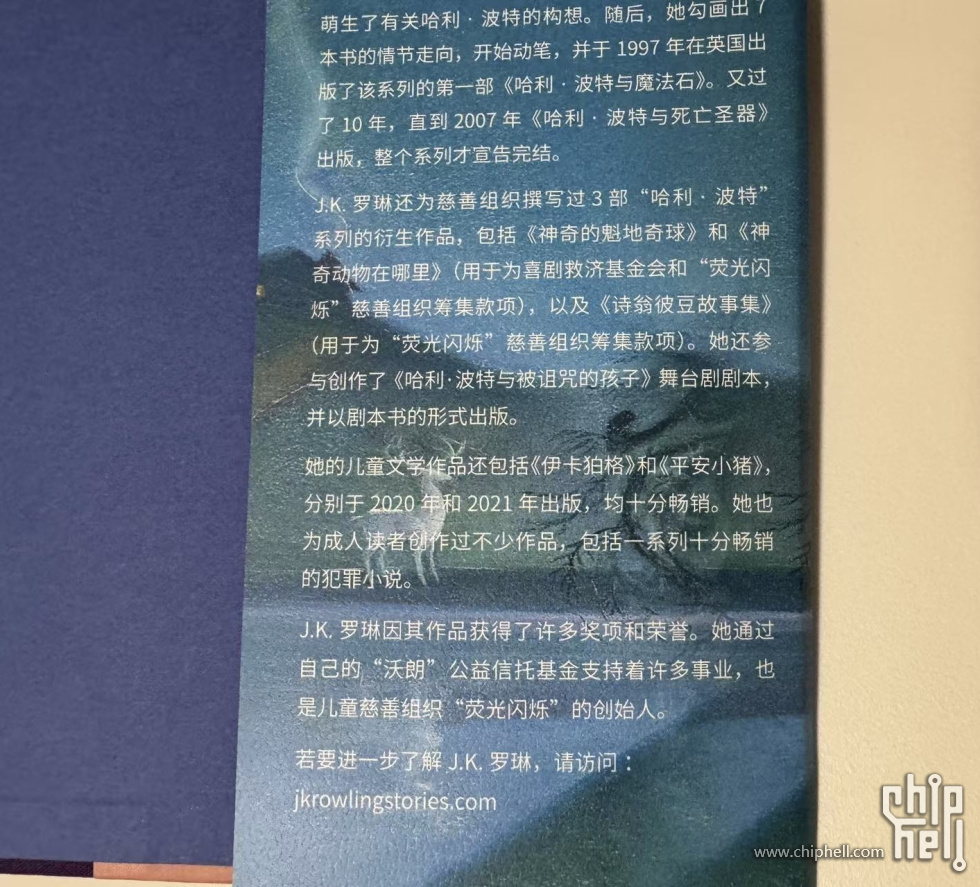 萌生了有关哈利·波特的构想。随后，她勾画出 7
本书的情节走向，开始动笔，并于 1997 年在英国出
版了该系列的第一部《哈利·波特与魔法石》。又过
了 10 年，直到 2007 年《哈利·波特与死亡圣器》
出版，整个系列才宣告完结。
J.K. 罗琳还为慈善组织撰写过 3 部“哈利·波特”
系列的衍生作品，包括《神奇的魁地奇球》和《神
奇动物在哪里》（用于为喜剧救济基金会和“荧光闪
烁”慈善组织筹集款项），以及《诗翁彼豆故事集》
（用于为“荧光闪烁”慈善组织筹集款项）。她还参
与创作了《哈利·波特与被诅咒的孩子》舞台剧剧本，
并以剧本书的形式出版。
她的儿童文学作品还包括《伊卡狛格》和《平安小猪》，
分别于 2020 年和 2021 年出版，均十分畅销。她也
为成人读者创作过不少作品，包括一系列十分畅销
的犯罪小说。
J.K. 罗琳因其作品获得了许多奖项和荣誉。她通过
自己的“沃朗”公益信托基金支持着许多事业，也
是儿童慈善组织“荧光闪烁”的创始人。
若要进一步了解 J.K. 罗琳，请访问：
jkrowlingstories.com
chip
hell
www.chiphell.com